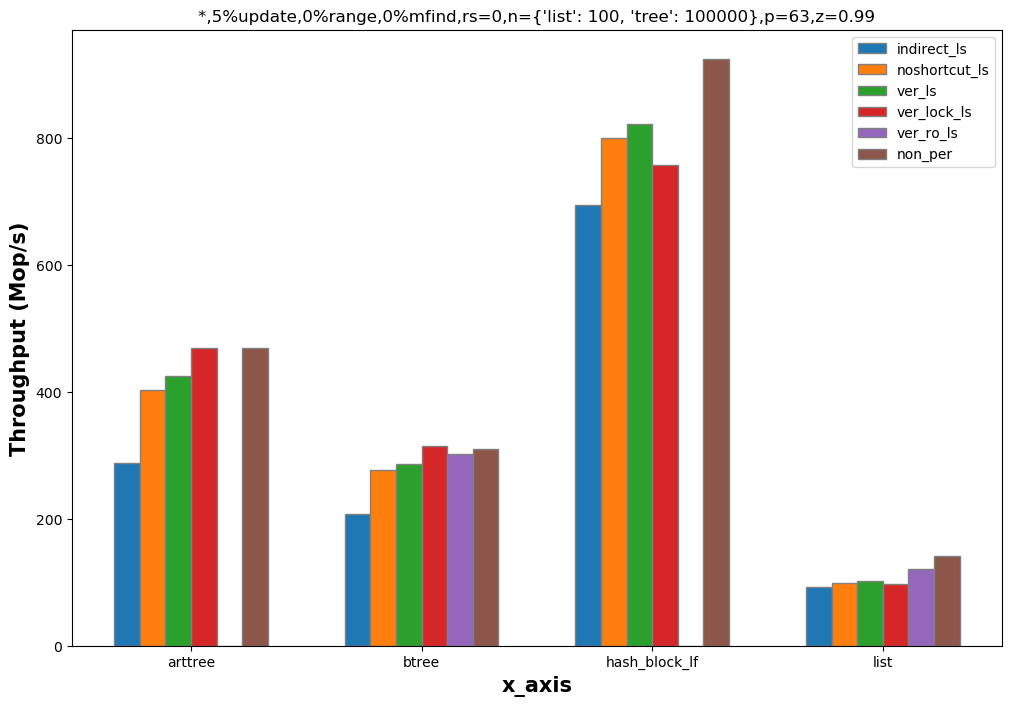 *,5%update,0%range,0%mfind,rs=0,n={'list': 100, 'tree': 100000},p=63,z=0.99
indirect_ls
noshortcut_ls
ver_ls
ver_lock_ls
ver_ro_ls
non_per
Throughput (Mop/s)
800
600
400
200
0
arttree
btree
hash_block_lf
list
x_axis